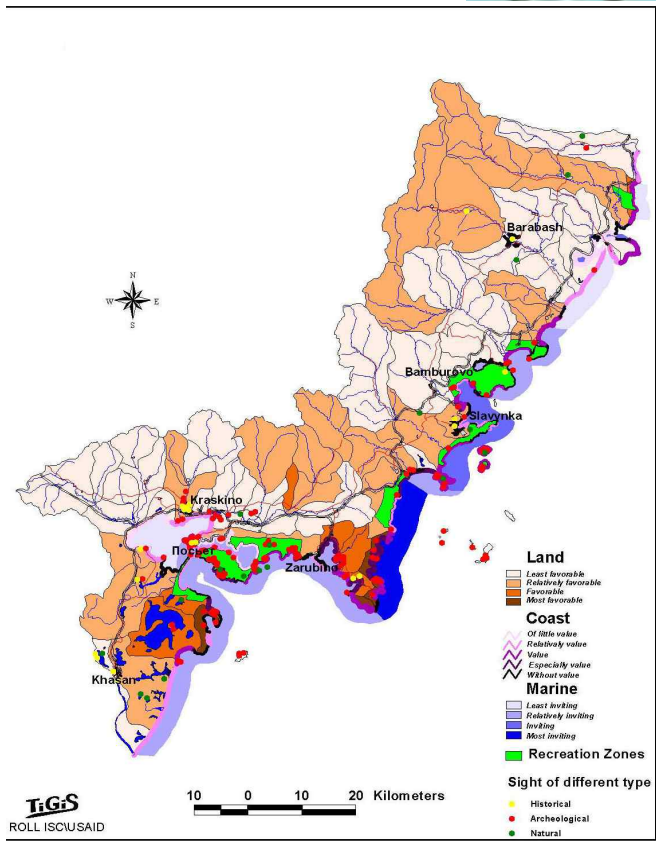 Barabash
N
W E
S
Bamburovo
Slavynka
Kraskino
Посьет
Zarubino
Khasan
Land
Least favorable
Relatively favorable
Favorable
Most favorable
Coast
Of little value
Relativaly value
Value
Especially value
Without value
Marine
Least inviting
Relatively inviting
Inviting
Most inviting
Recreation Zones
Sight of different type
Historical
Archeological
Natural
10 0 10 20 Kilometers
TiGiS
ROLL ISC\USAID